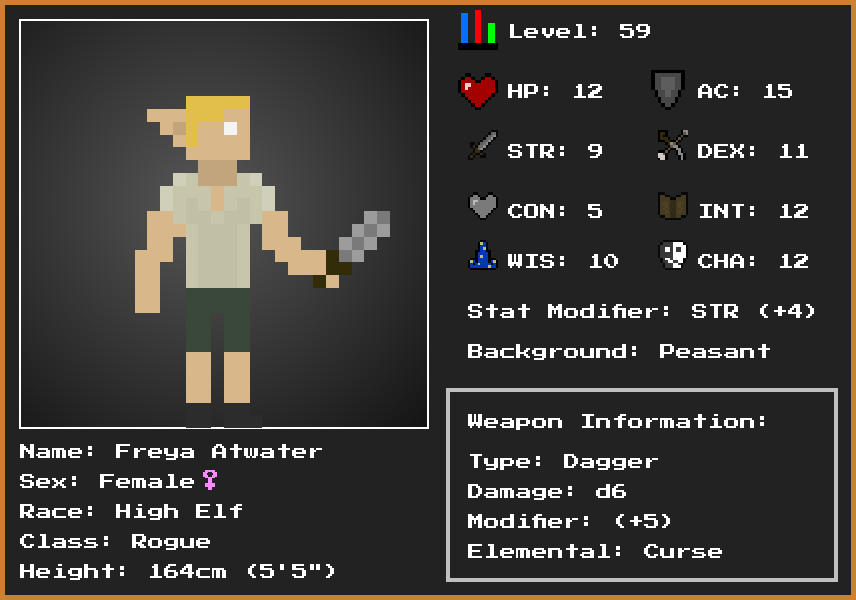 Level: 59
HP: 12 AC: 15
STR: 9 DEX: 11
CON: 5 INT: 12
WIS: 10 CHA: 12
Stat Modifier: STR (+4)
Background: Peasant
Weapon Information:
Type: Dagger
Damage: d6
Modifier: (+5)
Elemental: Curse
Name: Freya Atwater
Sex: Female♀
Race: High Elf
Class: Rogue
Height: 164cm (5'5")